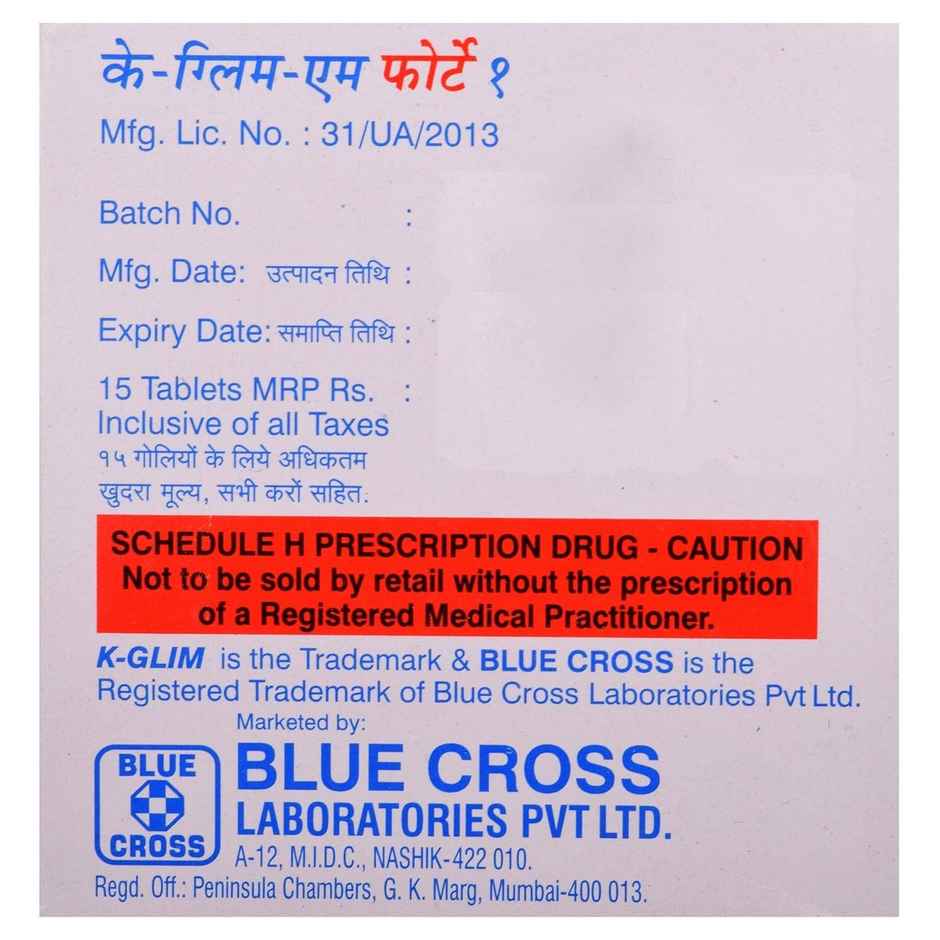 के-ग्लिम-एम फोर्टे १
Mfg. Lic. No. : 31/UA/2013
Batch No. :
Mfg. Date: उत्पादन तिथि :
Expiry Date: समाप्ति तिथि :
15 Tablets MRP Rs. :
Inclusive of all Taxes
१५ गोलियों के लिये अधिकतम
खुदरा मूल्य, सभी करों सहित.
SCHEDULE H PRESCRIPTION DRUG - CAUTION
Not to be sold by retail without the prescription
of a Registered Medical Practitioner.
K-GLIM is the Trademark & BLUE CROSS is the
Registered Trademark of Blue Cross Laboratories Pvt Ltd.
Marketed by:
BLUE
CROSS
BLUE CROSS
LABORATORIES PVT LTD.
A-12, M.I.D.C., NASHIK-422 010.
Regd. Off.: Peninsula Chambers, G. K. Marg, Mumbai-400 013.